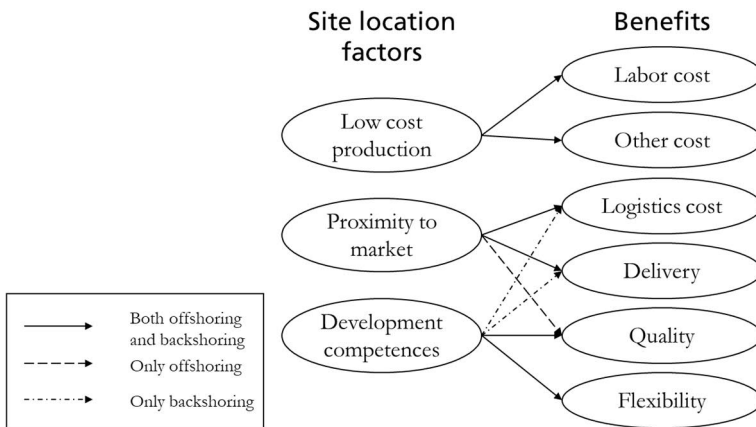 Site location
factors
Benefits
Low cost
production
Proximity to
market
Development
competences
Labor cost
Other cost
Logistics cost
Delivery
Quality
Flexibility
Both offshoring
and backshoring
Only offshoring
Only backshoring